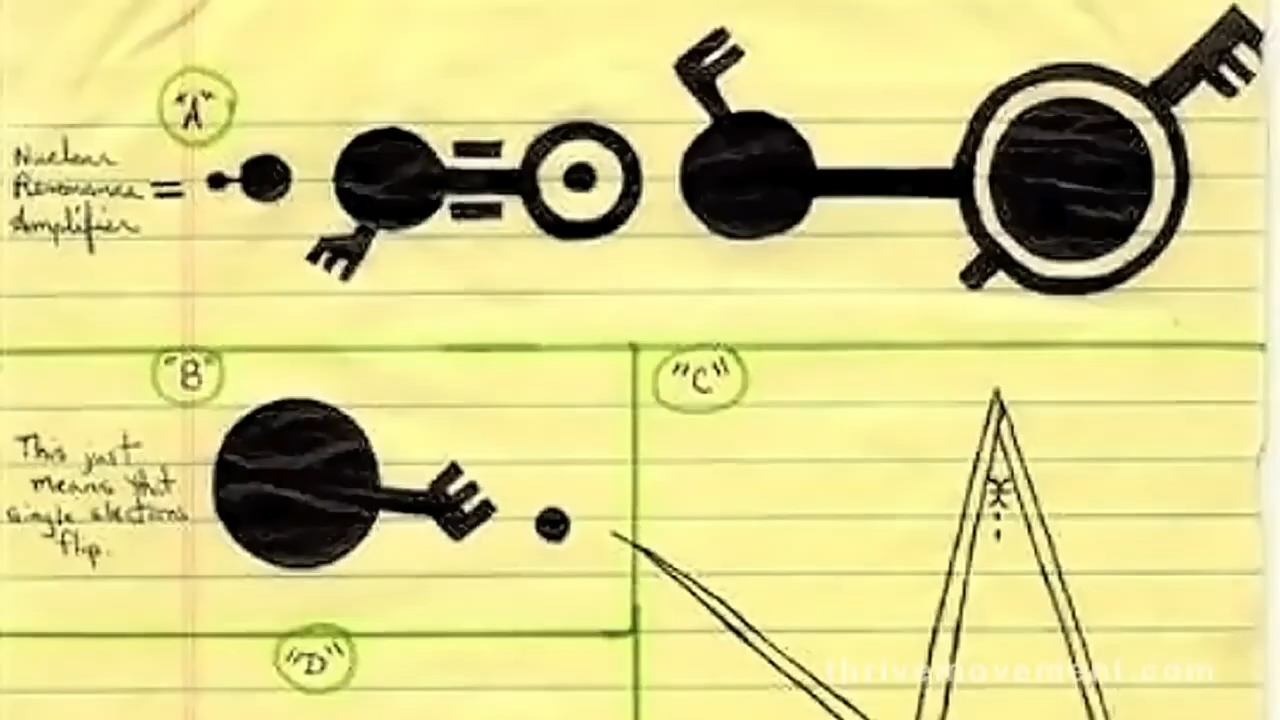 "A"
Nuclear
Resonance =
Amplifier
"B"
"C"
This just
means that
single electrons
flip.
"D"
thrivemovement.com